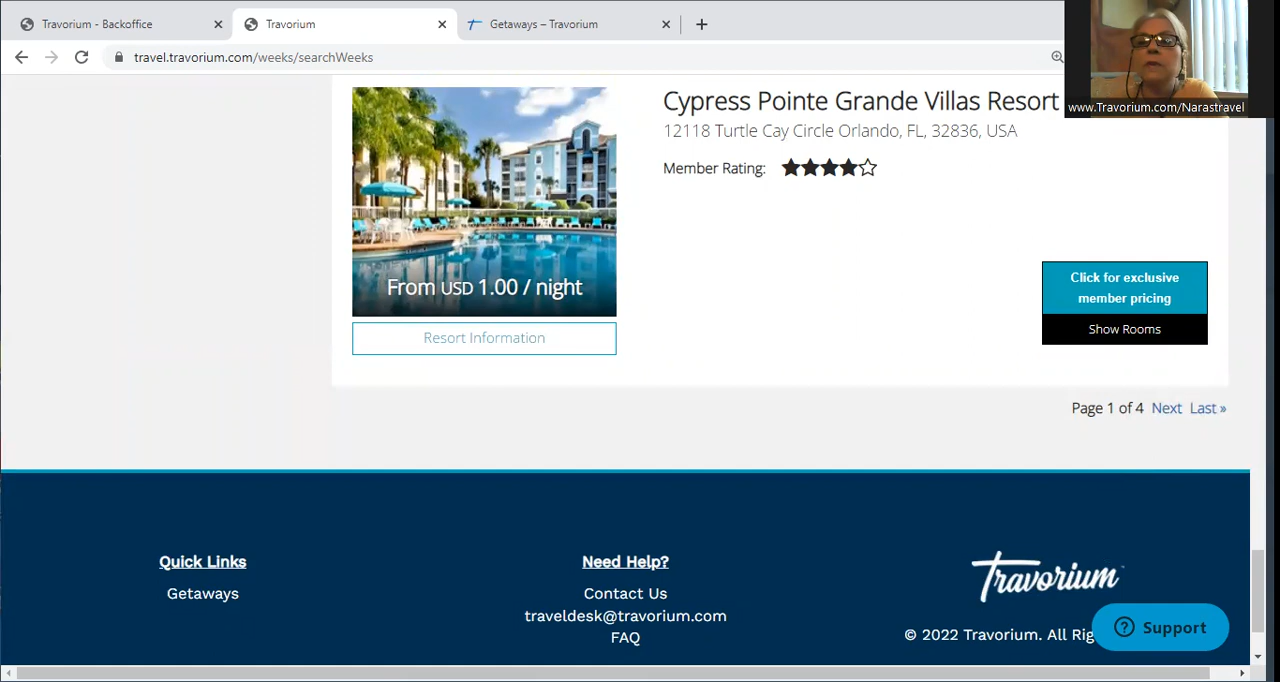 Travorium - Backoffice
Travorium
Getaways – Travorium
travel.travorium.com/weeks/searchWeeks
www.Travorium.com/Narastravel
Cypress Pointe Grande Villas Resort
12118 Turtle Cay Circle Orlando, FL, 32836, USA
Member Rating:
From USD 1.00 / night
Click for exclusive
member pricing
Show Rooms
Resort Information
Page 1 of 4 Next Last »
Quick Links
Getaways
Need Help?
Contact Us
traveldesk@travorium.com
FAQ
Travorium
© 2022 Travorium. All
Support